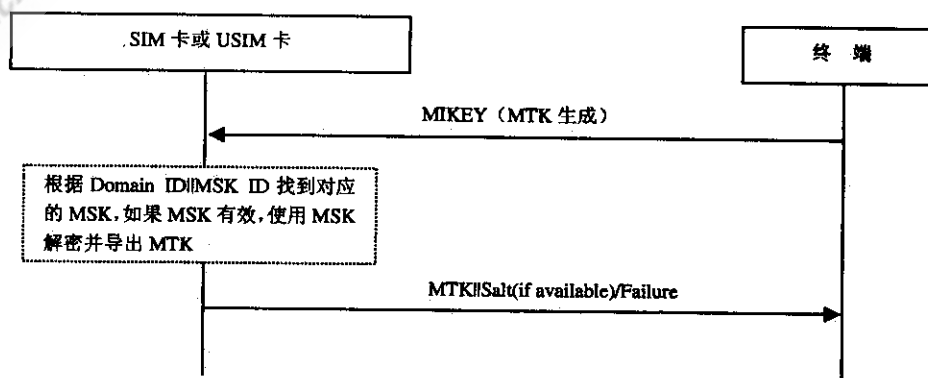 SIM 卡或 USIM 卡
终 端
MIKEY（MTK 生成）
根据 Domain ID||MSK ID 找到对应
的 MSK，如果 MSK 有效，使用 MSK
解密并导出 MTK
MTK||Salt(if available)/Failure